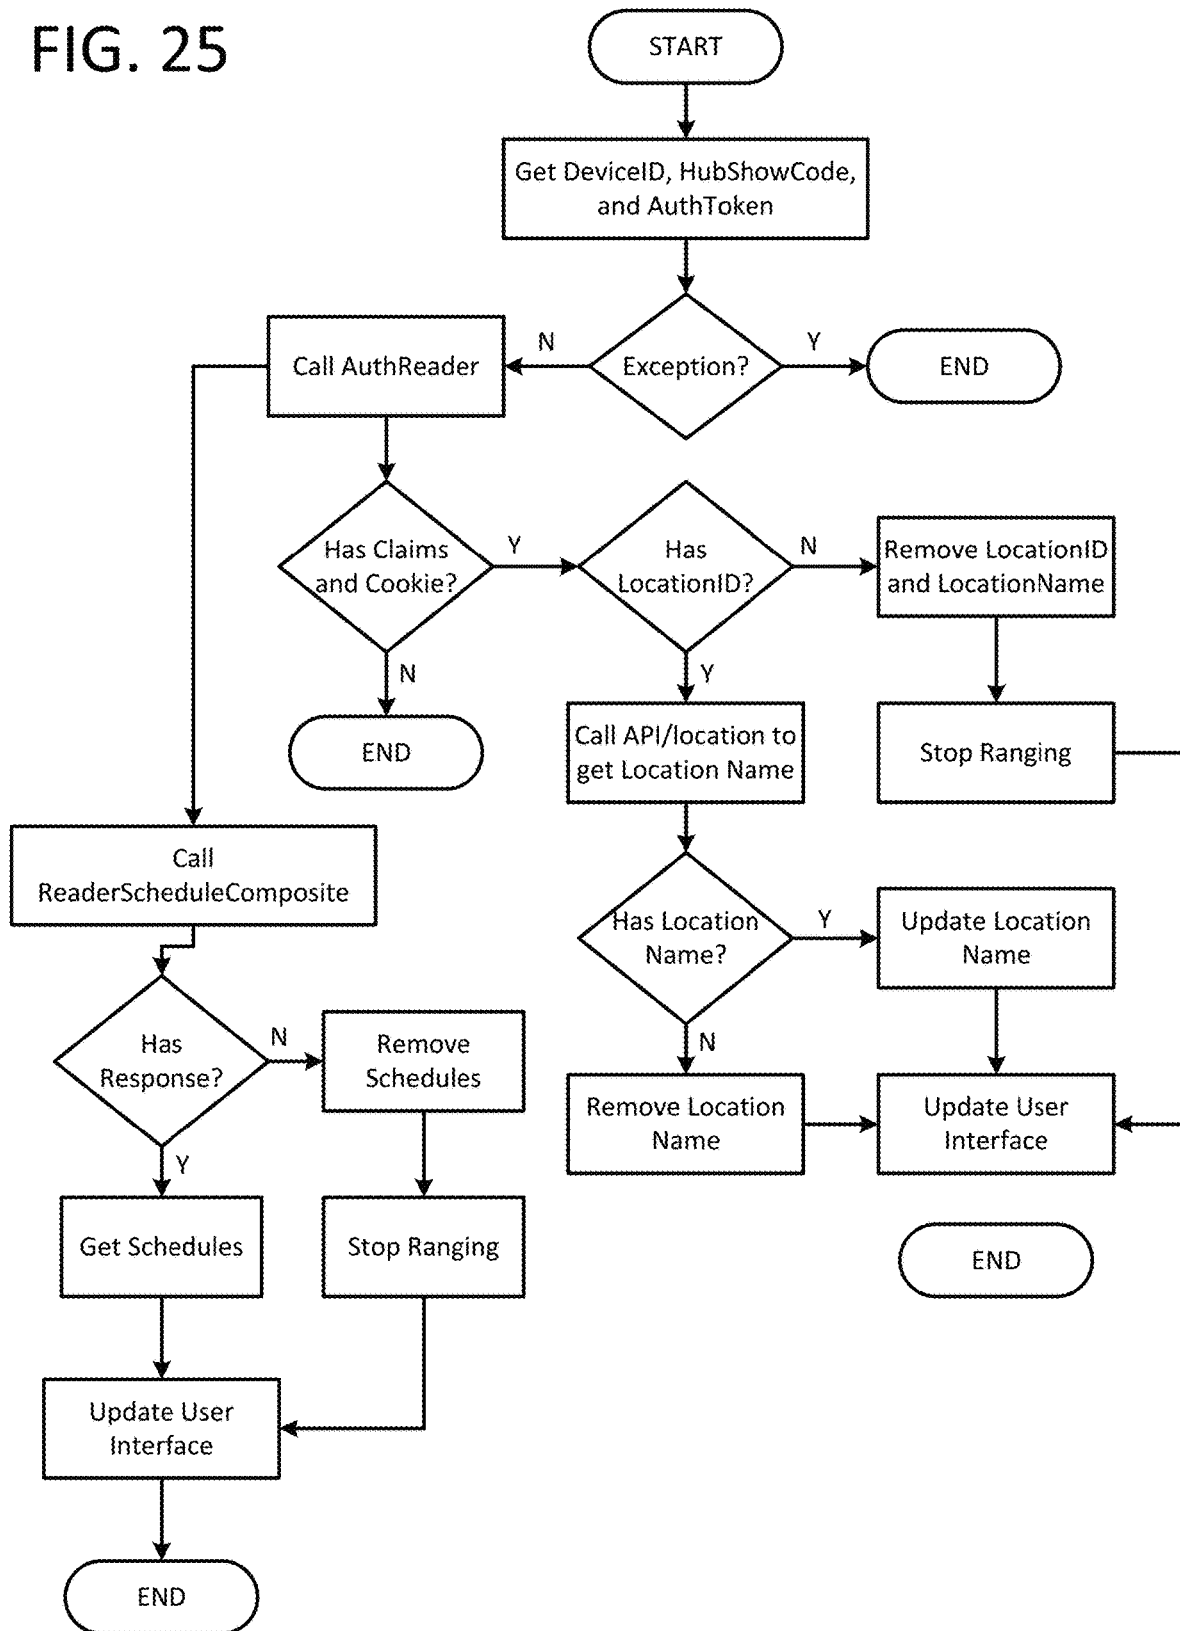 FIG. 25
START
Get DeviceID, HubShowCode,
and AuthToken
Exception?
N
Y
Call AuthReader
END
Has Claims
and Cookie?
Y
N
Has
LocationID?
N
Y
Remove LocationID
and LocationName
END
Call API/location to
get Location Name
Stop Ranging
Call
ReaderScheduleComposite
Has Location
Name?
Y
N
Update Location
Name
Has
Response?
N
Y
Remove
Schedules
Remove Location
Name
Update User
Interface
Get Schedules
Stop Ranging
END
Update User
Interface
END